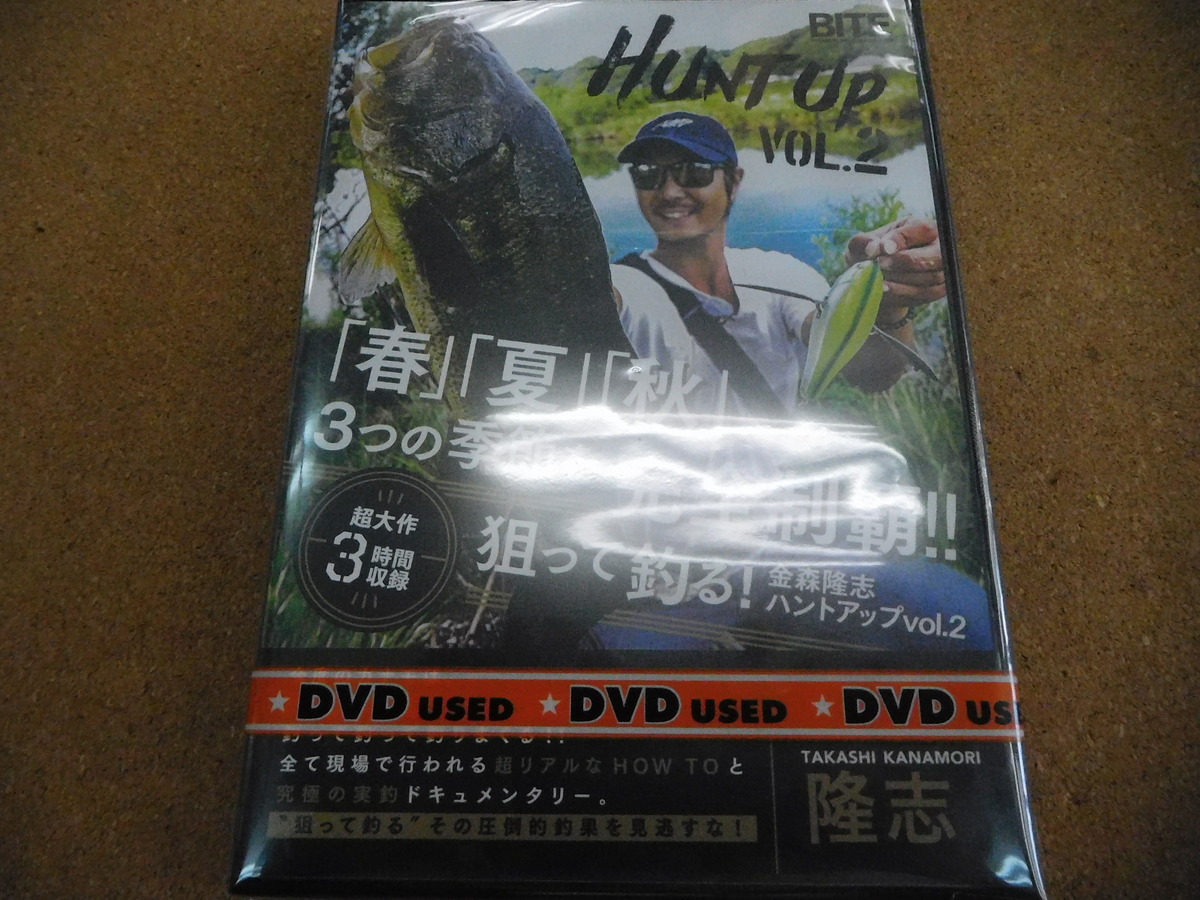 BITE
HUNT UP
VOL.2
「春」「夏」「秋」
3つの季節
完全制覇!!
超大作
3時間
収録
狙って釣る!
金森隆志
ハントアップvol.2
★DVD USED ★DVD USED ★DVD US
全て現場で行われる超リアルなHOW TOと
究極の実釣ドキュメンタリー。
"狙って釣る"その圧倒的釣果を見逃すな!
TAKASHI KANAMORI
隆志